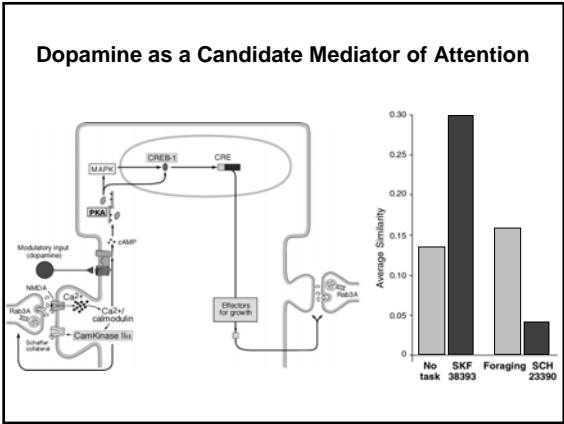 Dopamine as a Candidate Mediator of Attention
MAPK
CREB-1
CRE
PKA
cAMP
Modulatory input
(dopamine)
NMDA
Ca2+
Rab3A
Ca2+/
calmodulin
Schaffer
collateral
CamKinase IIα
Effectors
for growth
Rab3A
Average Similarity
0.30
0.25
0.20
0.15
0.10
0.05
0
No
task
SKF
38393
Foraging
SCH
23390